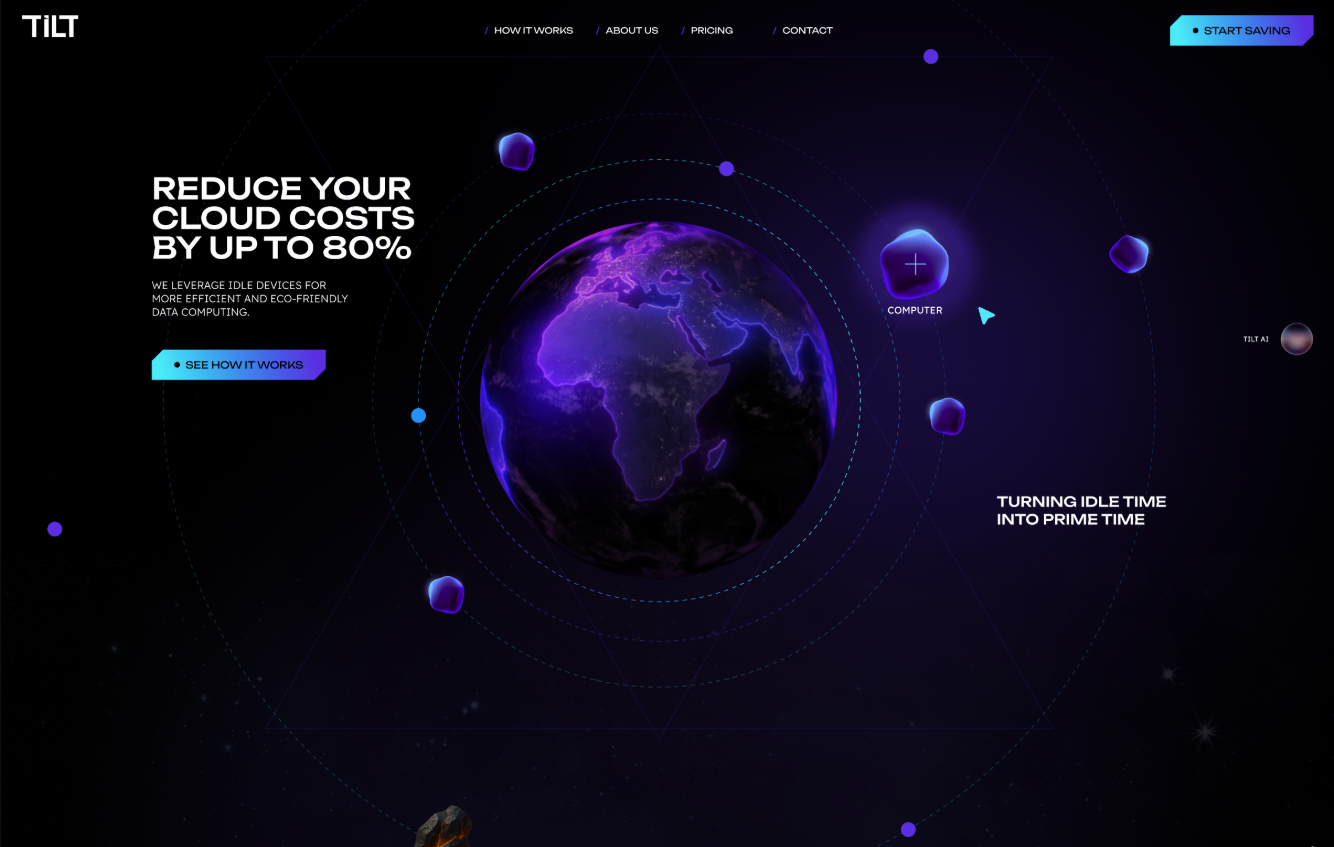 TiLT
/ HOW IT WORKS
/ ABOUT US
/ PRICING
/ CONTACT
START SAVING
REDUCE YOUR
CLOUD COSTS
BY UP TO 80%
WE LEVERAGE IDLE DEVICES FOR
MORE EFFICIENT AND ECO-FRIENDLY
DATA COMPUTING.
SEE HOW IT WORKS
COMPUTER
TILT AI
TURNING IDLE TIME
INTO PRIME TIME